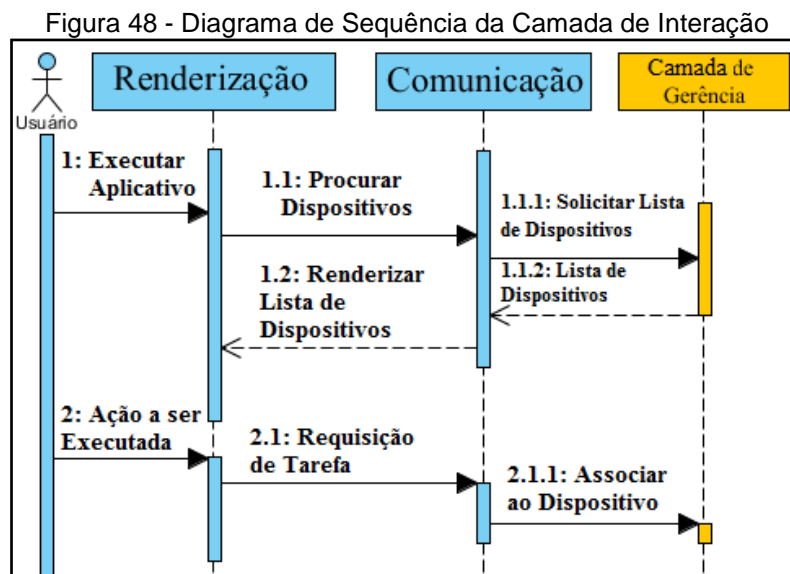 Figura 48 - Diagrama de Sequência da Camada de Interação
Renderização
Comunicação
Camada de
Gerência
Usuário
1: Executar
Aplicativo
1.1: Procurar
Dispositivos
1.1.1: Solicitar Lista
de Dispositivos
1.2: Renderizar
Lista de
Dispositivos
1.1.2: Lista de
Dispositivos
2: Ação a ser
Executada
2.1: Requisição
de Tarefa
2.1.1: Associar
ao Dispositivo